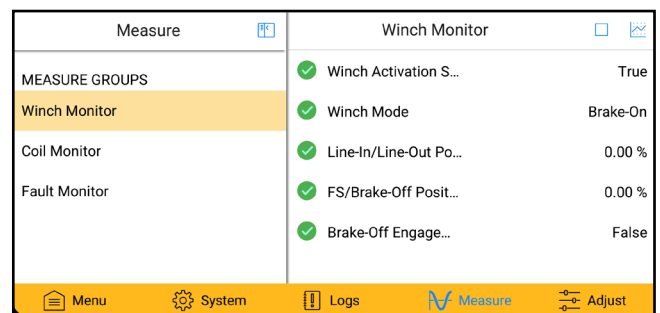 Measure
MEASURE GROUPS
Winch Monitor
Coil Monitor
Fault Monitor
Winch Monitor
Winch Activation S... True
Winch Mode Brake-On
Line-In/Line-Out Po... 0.00 %
FS/Brake-Off Posit... 0.00 %
Brake-Off Engage... False
Menu System Logs Measure Adjust